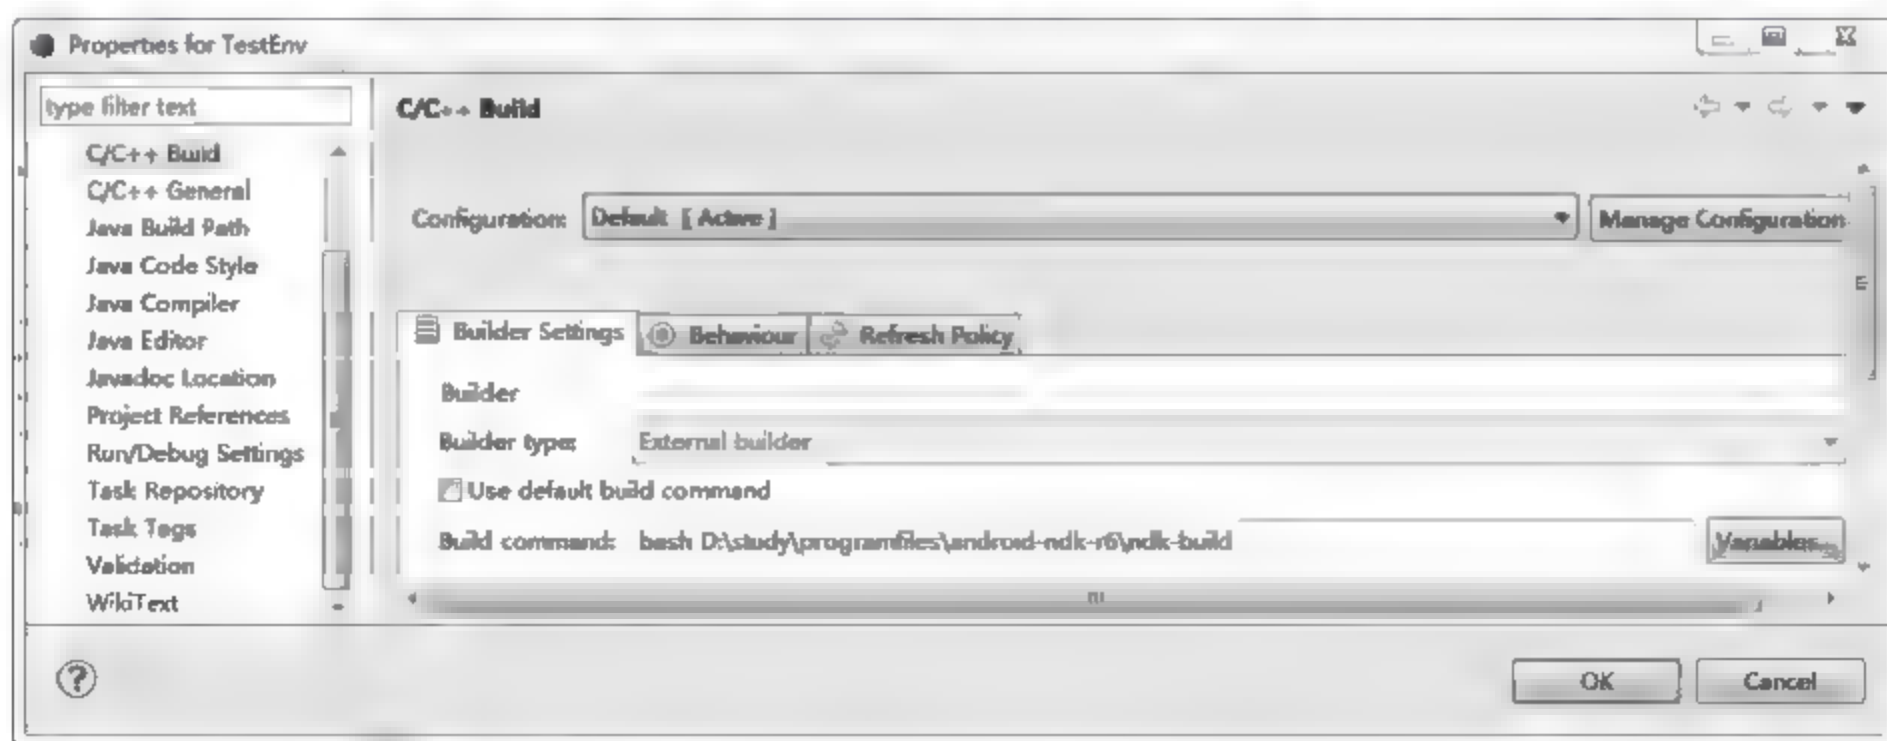 Properties for TestEnv
type filter text
C/C++ Build
C/C++ General
Java Build Path
Java Code Style
Java Compiler
Java Editor
Javadoc Location
Project References
Run/Debug Settings
Task Repository
Task Tags
Validation
WikiText
C/C++ Build
Configuration: Default [ Active ] Manage Configuration
Builder Settings Behaviour Refresh Policy
Builder
Builder type: External builder
Use default build command
Build command: bash D:\study\programfiles\android-ndk-r6\ndk-build Variables...
OK Cancel